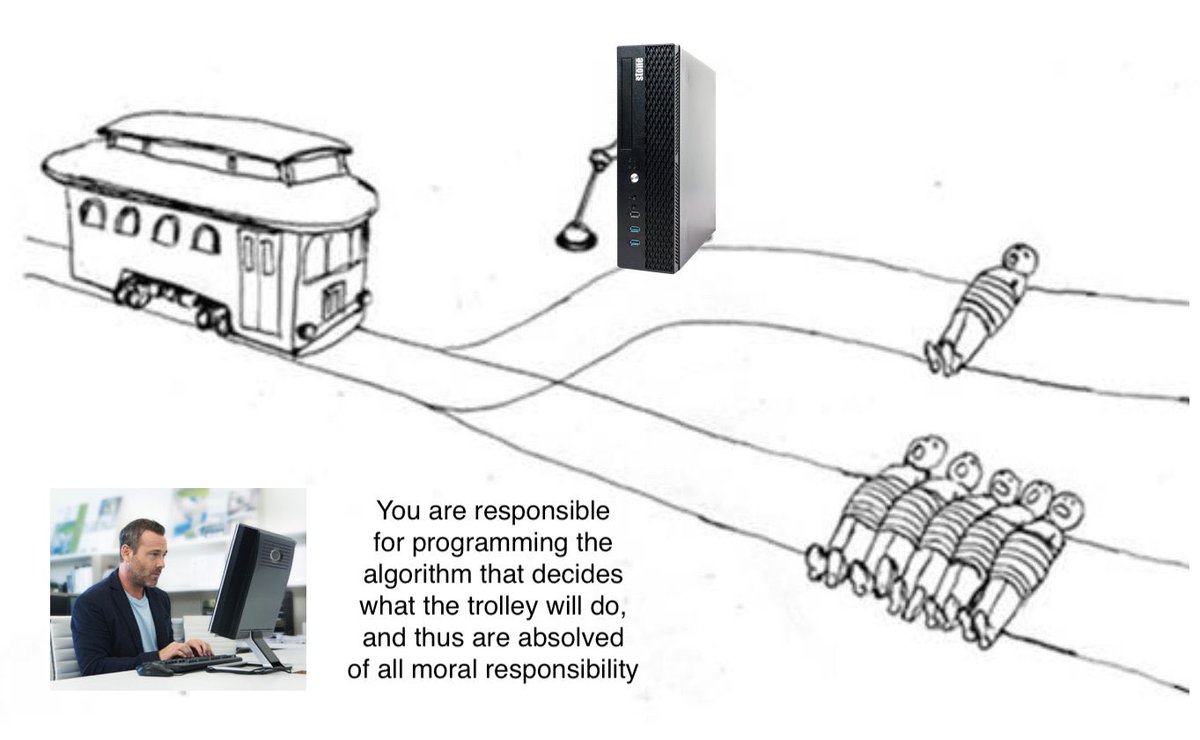 stone
You are responsible
for programming the
algorithm that decides
what the trolley will do,
and thus are absolved
of all moral responsibility